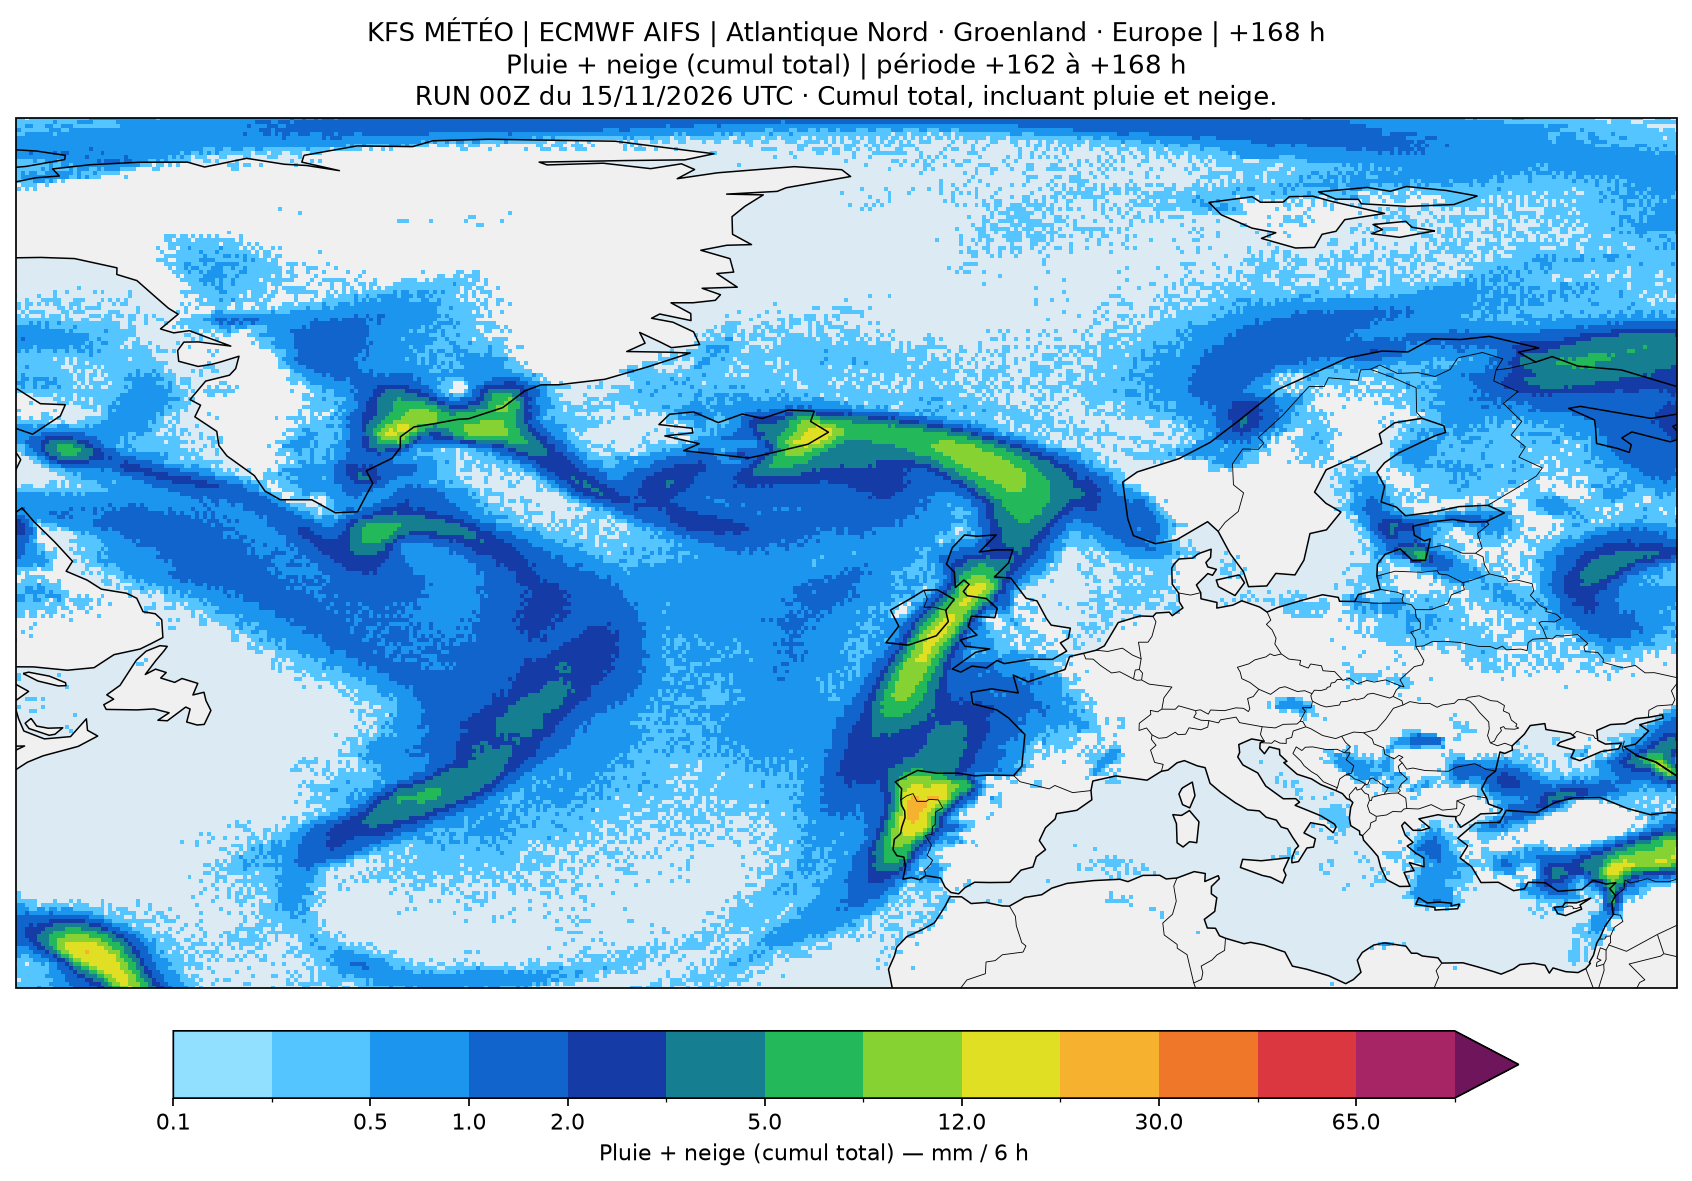 KFS MÉTÉO | ECMWF AIFS | Atlantique Nord · Groenland · Europe | +168 h
Pluie + neige (cumul total) | période +162 à +168 h
RUN 00Z du 15/11/2026 UTC · Cumul total, incluant pluie et neige.
0.1 0.5 1.0 2.0 5.0 12.0 30.0 65.0
Pluie + neige (cumul total) — mm / 6 h